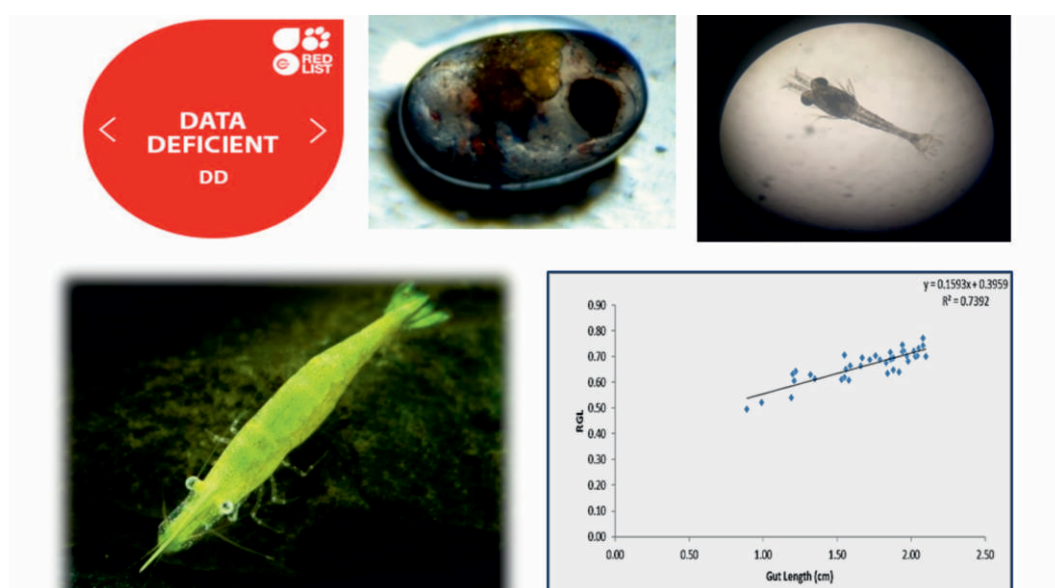 RED
LIST
< DATA >
DEFICIENT
DD
y = 0.1593x + 0.3959
R² = 0.7392
0.90
0.80
0.70
0.60
0.50
0.40
0.30
0.20
0.10
0.00
RGL
0.00 0.50 1.00 1.50 2.00 2.50
Gut Length (cm)